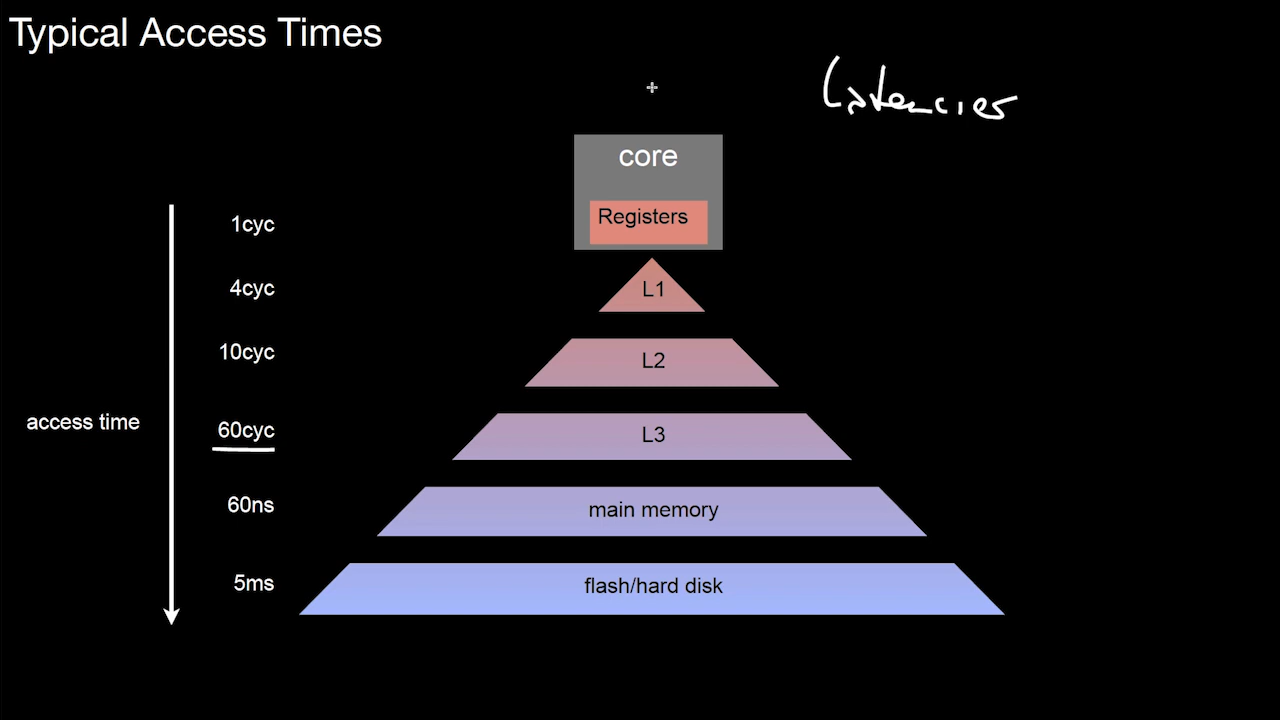 Typical Access Times
Latencies
core
Registers
1cyc
L1
4cyc
L2
10cyc
access time
L3
60cyc
main memory
60ns
flash/hard disk
5ms